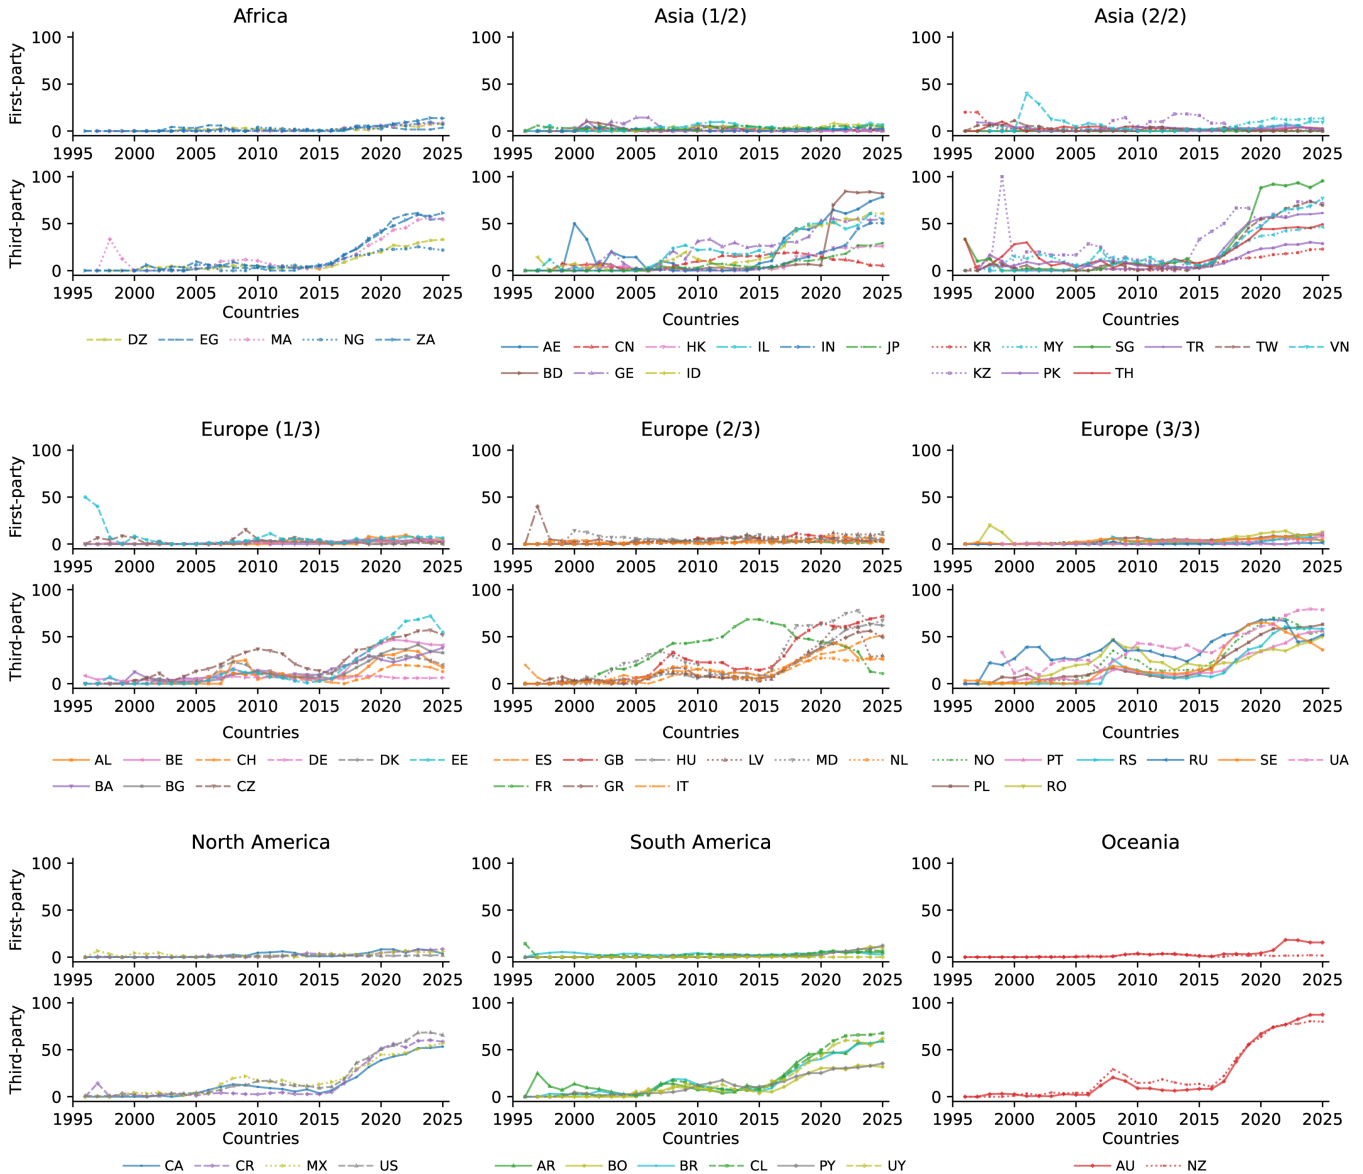 Africa
Asia (1/2)
Asia (2/2)
First-party
100
50
0
1995 2000 2005 2010 2015 2020 2025
100
50
0
1995 2000 2005 2010 2015 2020 2025
100
50
0
1995 2000 2005 2010 2015 2020 2025
Third-party
100
50
0
1995 2000 2005 2010 2015 2020 2025
100
50
0
1995 2000 2005 2010 2015 2020 2025
100
50
0
1995 2000 2005 2010 2015 2020 2025
Countries
DZ EG MA NG ZA
Countries
AE CN HK IL IN JP
BD GE ID
Countries
KR MY SG TR TW VN
KZ PK TH
Europe (1/3)
Europe (2/3)
Europe (3/3)
First-party
100
50
0
1995 2000 2005 2010 2015 2020 2025
100
50
0
1995 2000 2005 2010 2015 2020 2025
100
50
0
1995 2000 2005 2010 2015 2020 2025
Third-party
100
50
0
1995 2000 2005 2010 2015 2020 2025
100
50
0
1995 2000 2005 2010 2015 2020 2025
100
50
0
1995 2000 2005 2010 2015 2020 2025
Countries
AL BE CH DE DK EE
BA BG CZ
Countries
ES GB HU LV MD NL
FR GR IT
Countries
NO PT RS RU SE UA
PL RO
North America
South America
Oceania
First-party
100
50
0
1995 2000 2005 2010 2015 2020 2025
100
50
0
1995 2000 2005 2010 2015 2020 2025
100
50
0
1995 2000 2005 2010 2015 2020 2025
Third-party
100
50
0
1995 2000 2005 2010 2015 2020 2025
100
50
0
1995 2000 2005 2010 2015 2020 2025
100
50
0
1995 2000 2005 2010 2015 2020 2025
Countries
CA CR MX US
Countries
AR BO BR CL PY UY
Countries
AU NZ